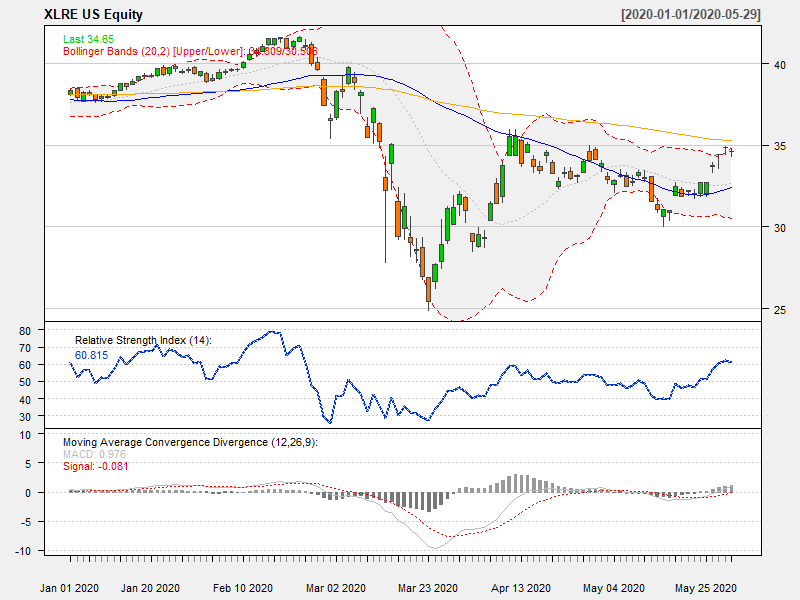 XLRE US Equity [2020-01-01/2020-05-29]
Last 34.65
Bollinger Bands (20,2) [Upper/Lower]: 34.809/30.506
40
35
30
25
Relative Strength Index (14):
60.815
80
70
60
50
40
30
Moving Average Convergence Divergence (12,26,9):
MACD: 0.976
Signal: -0.081
10
5
0
-5
-10
Jan 01 2020 Jan 20 2020 Feb 10 2020 Mar 02 2020 Mar 23 2020 Apr 13 2020 May 04 2020 May 25 2020